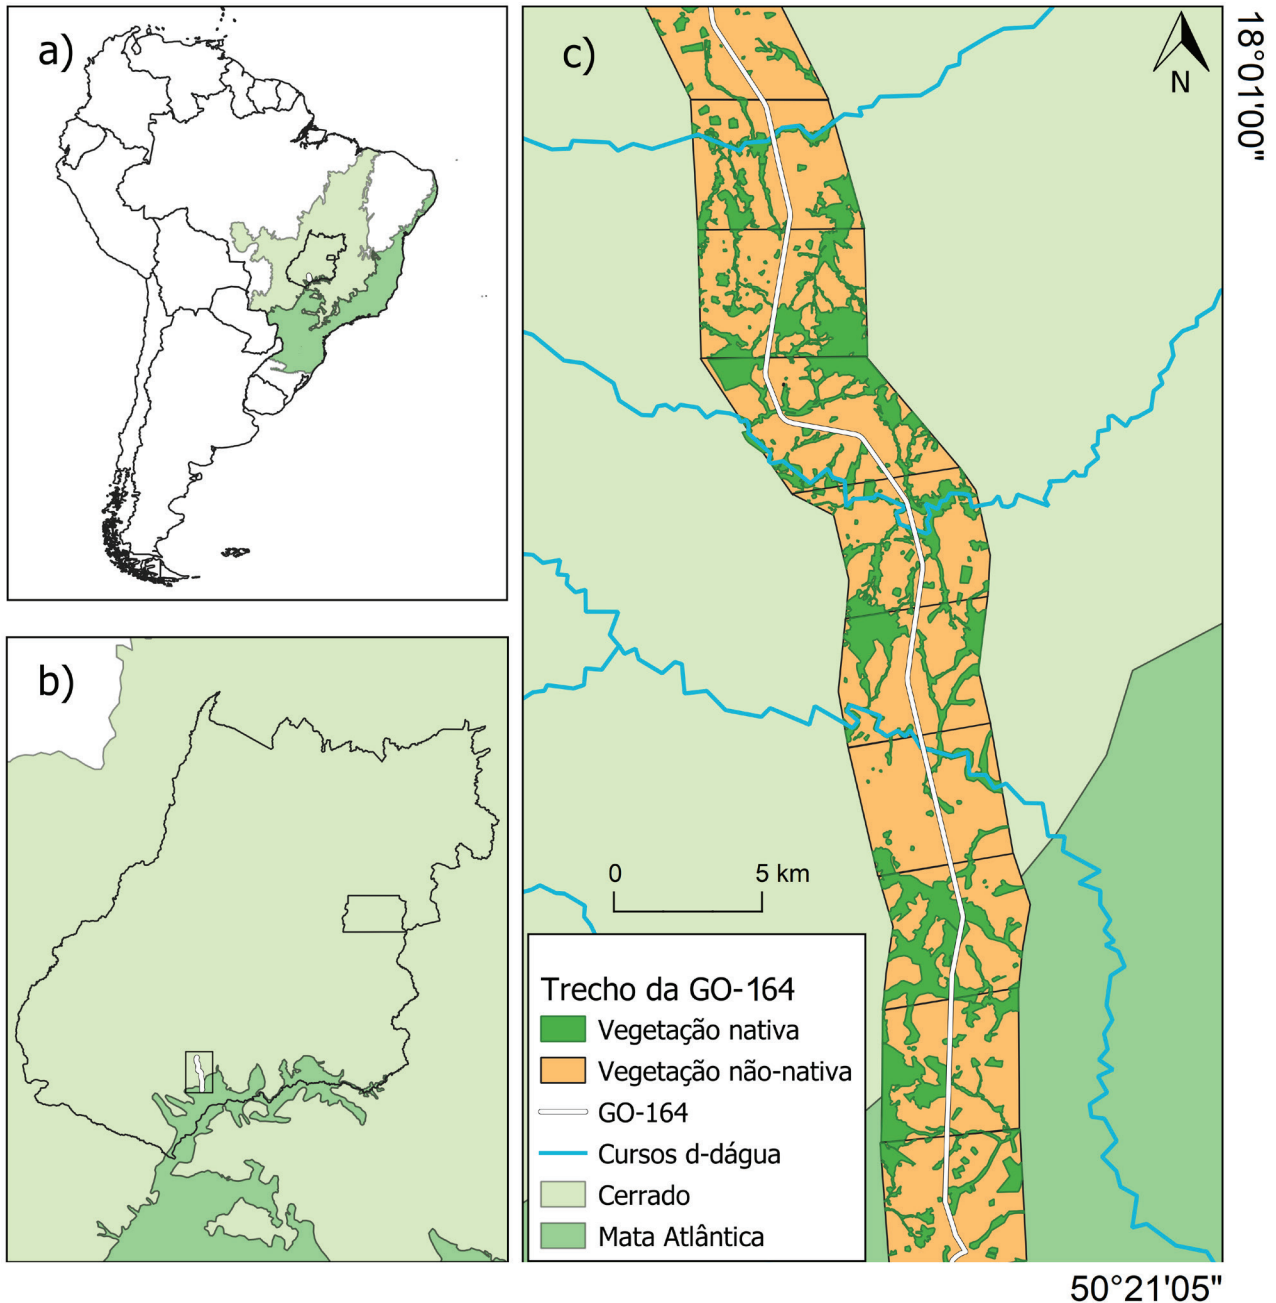 a)
b)
c)
N
18°01'00"
0 5 km
Trecho da GO-164
Vegetação nativa
Vegetação não-nativa
GO-164
Cursos d-dágua
Cerrado
Mata Atlântica
50°21'05"